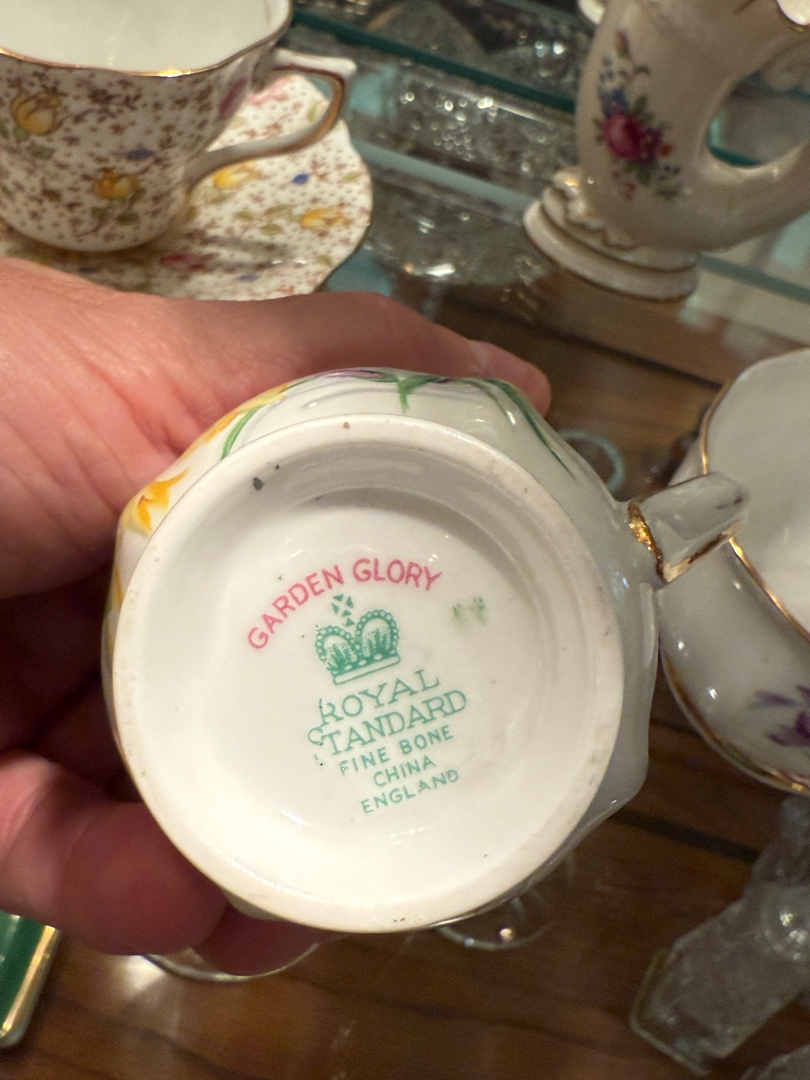 GARDEN GLORY
ROYAL
STANDARD
FINE BONE
CHINA
ENGLAND